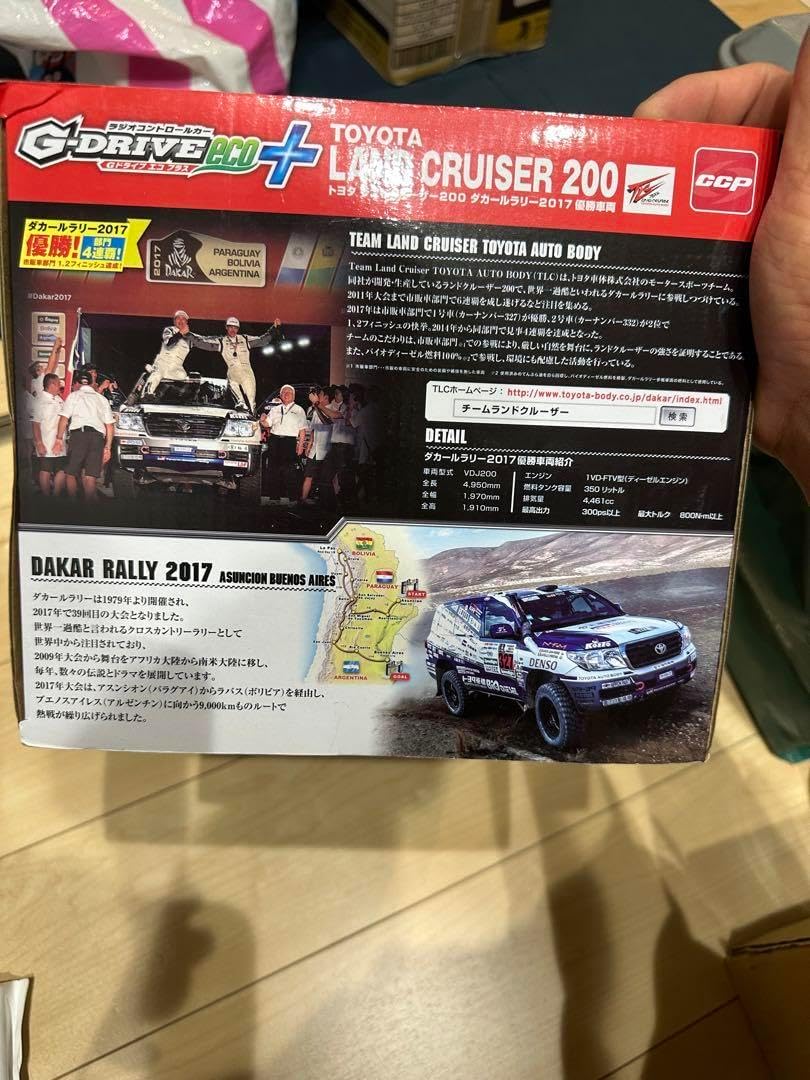 ラジオコントロールカー
G-DRIVE eco+
Gドライブ エコ プラス
TOYOTA
LAND CRUISER 200
トヨタ ランドクルーザー200 ダカールラリー2017 優勝車両
CCP
ダカールラリー2017
優勝!
部門
4連覇!
市販車部門 1.2フィニッシュ達成!
2017
DAKAR
PARAGUAY
BOLIVIA
ARGENTINA
#Dakar2017
TEAM LAND CRUISER TOYOTA AUTO BODY
Team Land Cruiser TOYOTA AUTO BODY(TLC)は、トヨタ車体株式会社のモータースポーツチーム。
同社が開発・生産しているランドクルーザー200で、世界一過酷といわれるダカールラリーに参戦しつづけている。
2011年大会まで市販車部門で6連覇を成し遂げるなど注目を集める。
2017年は市販車部門で1号車(カーナンバー327)が優勝、2号車(カーナンバー332)が2位で
1、2フィニッシュの快挙。2014年から同部門で見事4連覇を達成となった。
チームのこだわりは、市販車部門※1での参戦により、厳しい自然を舞台に、ランドクルーザーの強さを証明することである。
また、バイオディーゼル燃料100%※2で参戦し、環境にも配慮した活動を行っている。
TLCホームページ : http://www.toyota-body.co.jp/dakar/index.html
チームランドクルーザー
検索
DETAIL
ダカールラリー2017優勝車両紹介
車両型式 VDJ200
全長 4,950mm
全幅 1,970mm
全高 1,910mm
エンジン 1VD-FTV型(ディーゼルエンジン)
燃料タンク容量 350リットル
排気量 4,461cc
最高出力 300ps以上 最大トルク 800N·m以上
DAKAR RALLY 2017 ASUNCION BUENOS AIRES
ダカールラリーは1979年より開催され、
2017年で39回目の大会となりました。
世界一過酷と言われるクロスカントリーラリーとして
世界中から注目されており、
2009年大会から舞台をアフリカ大陸から南米大陸に移し、
毎年、数々の伝説とドラマを展開しています。
2017年大会は、アスンシオン(パラグアイ)からラパス(ボリビア)を経由し、
ブエノスアイレス(アルゼンチン)に向かう9,000kmものルートで
熱戦が繰り広げられました。
La Paz
BOLIVIA
PARAGUAY
START
Asunción
Buenos Aires
GOAL
ARGENTINA
327
DENSO
KOZZO
TOYOTA AUTO BODY
トヨタ車体